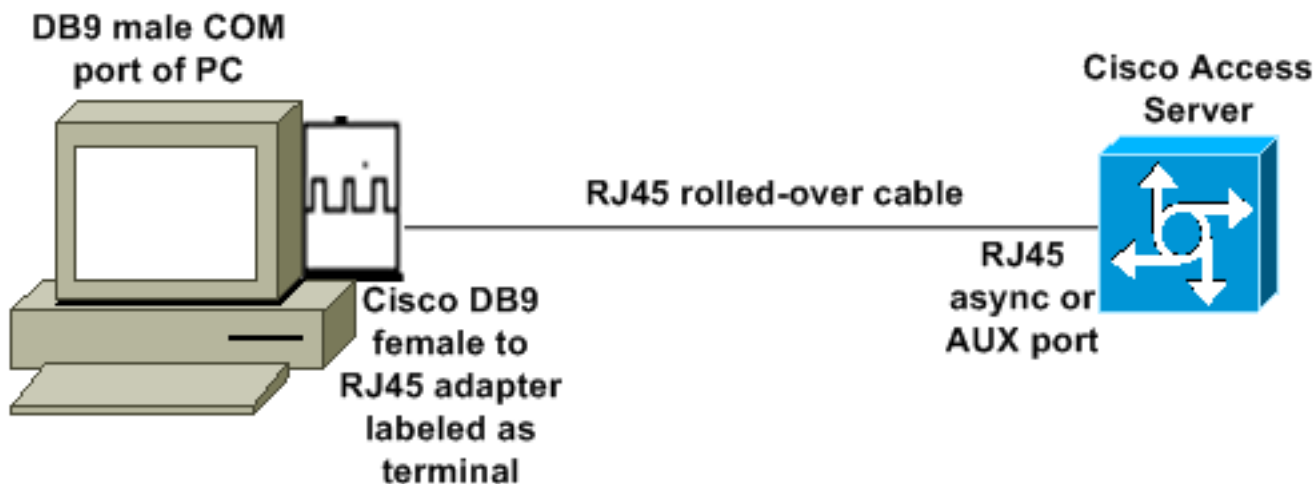 DB9 male COM
port of PC
Cisco Access
Server
RJ45 rolled-over cable
RJ45
async or
AUX port
Cisco DB9
female to
RJ45 adapter
labeled as
terminal